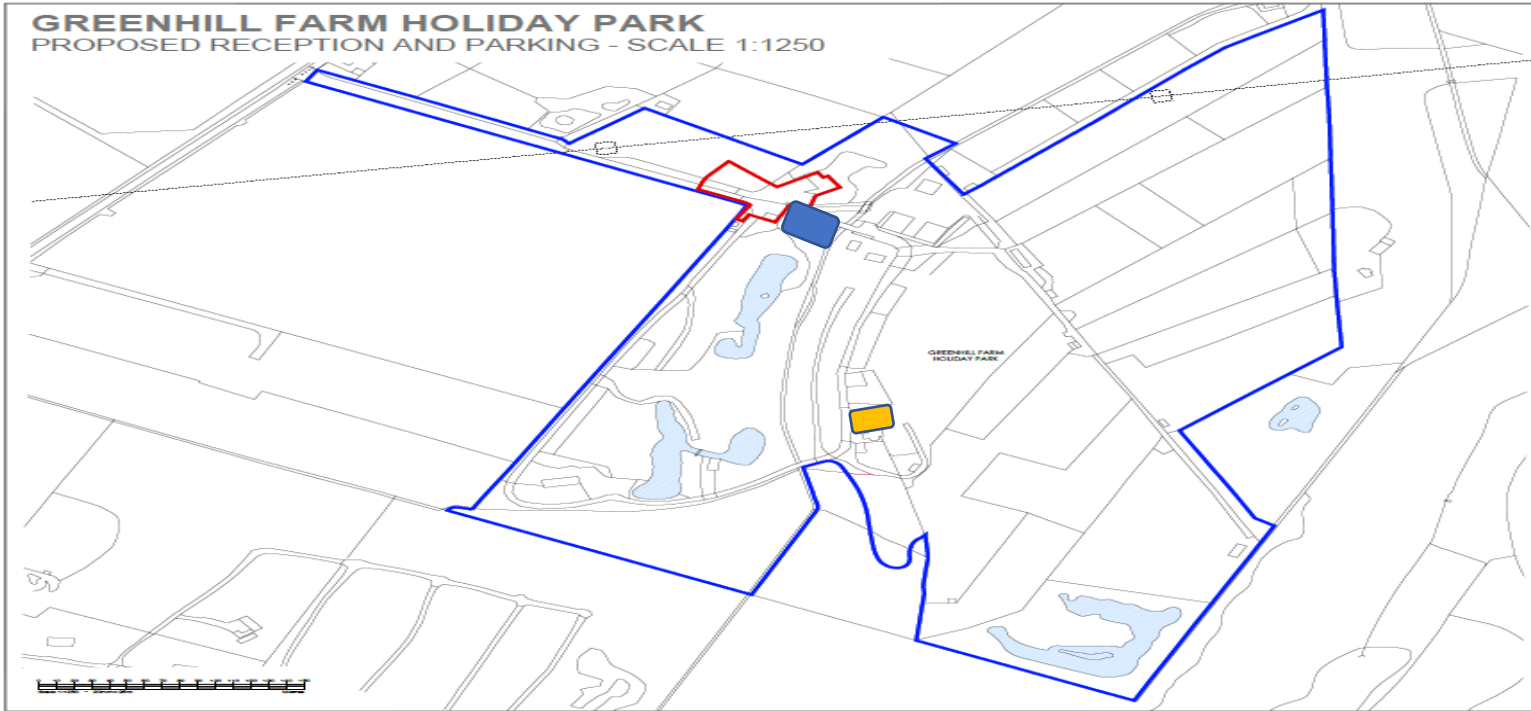 GREENHILL FARM HOLIDAY PARK
PROPOSED RECEPTION AND PARKING - SCALE 1:1250
GREENHILL FARM
HOLIDAY PARK